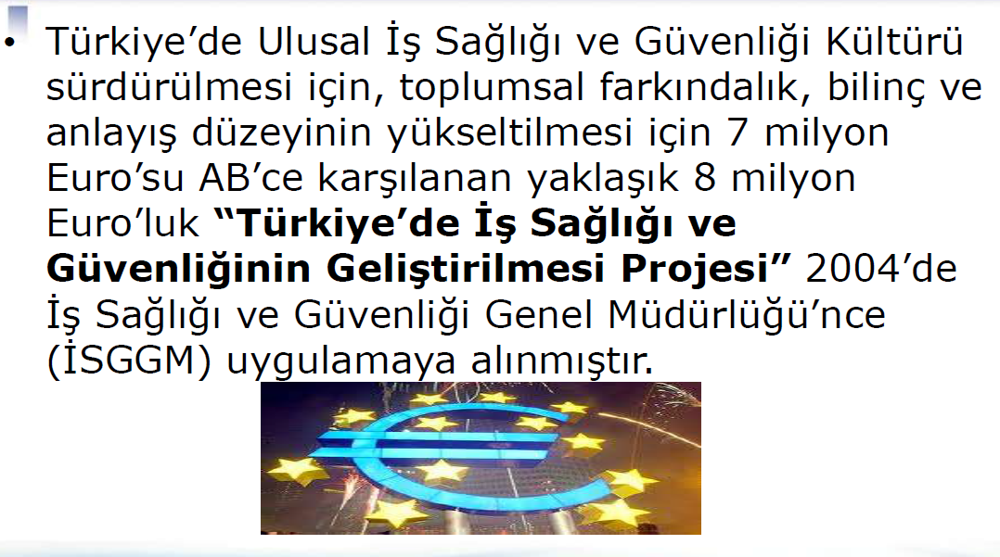 • Türkiye’de Ulusal İş Sağlığı ve Güvenliği Kültürü
sürdürülmesi için, toplumsal farkındalık, bilinç ve
anlayış düzeyinin yükseltilmesi için 7 milyon
Euro’su AB’ce karşılanan yaklaşık 8 milyon
Euro’luk “Türkiye’de İş Sağlığı ve
Güvenliğinin Geliştirilmesi Projesi” 2004’de
İş Sağlığı ve Güvenliği Genel Müdürlüğü’nce
(İSGGM) uygulamaya alınmıştır.